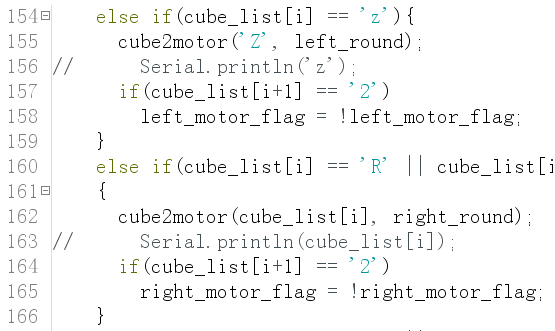 154 else if(cube_list[i] == 'z'){
155 cube2motor('Z', left_round);
156 // Serial.println('z');
157 if(cube_list[i+1] == '2')
158 left_motor_flag = !left_motor_flag;
159 }
160 else if(cube_list[i] == 'R' || cube_list[i
161 {
162 cube2motor(cube_list[i], right_round);
163 // Serial.println(cube_list[i]);
164 if(cube_list[i+1] == '2')
165 right_motor_flag = !right_motor_flag;
166 }